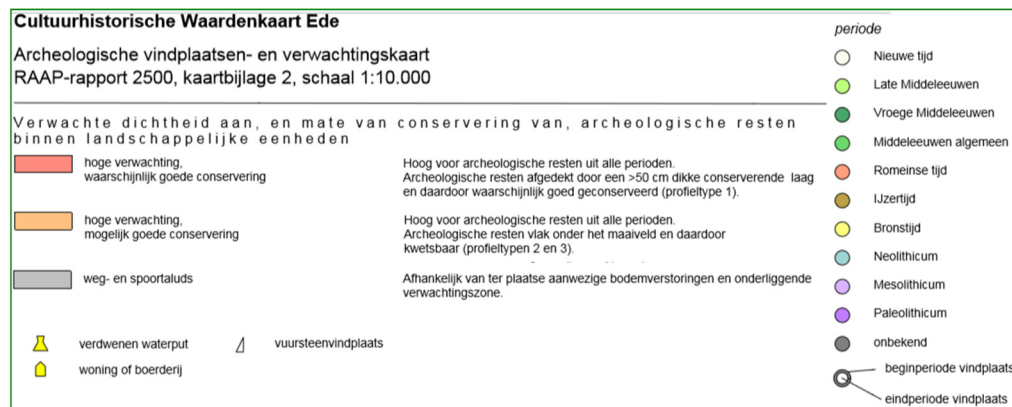 Cultuurhistorische Waardenkaart Ede
Archeologische vindplaatsen- en verwachtingskaart
RAAP-rapport 2500, kaartbijlage 2, schaal 1:10.000
Verwachte dichtheid aan, en mate van conservering van, archeologische resten
binnen landschappelijke eenheden
hoge verwachting,
waarschijnlijk goede conservering
Hoog voor archeologische resten uit alle perioden.
Archeologische resten afgedekt door een >50 cm dikke conserverende laag
en daardoor waarschijnlijk goed geconserveerd (profieltype 1).
hoge verwachting,
mogelijk goede conservering
Hoog voor archeologische resten uit alle perioden.
Archeologische resten vlak onder het maaiveld en daardoor
kwetsbaar (profieltypen 2 en 3).
weg- en spoortaluds
Afhankelijk van ter plaatse aanwezige bodemverstoringen en onderliggende
verwachtingszone.
verdwenen waterput
vuursteenvindplaats
woning of boerderij
periode
Nieuwe tijd
Late Middeleeuwen
Vroege Middeleeuwen
Middeleeuwen algemeen
Romeinse tijd
IJzertijd
Bronstijd
Neolithicum
Mesolithicum
Paleolithicum
onbekend
beginperiode vindplaats
eindperiode vindplaats